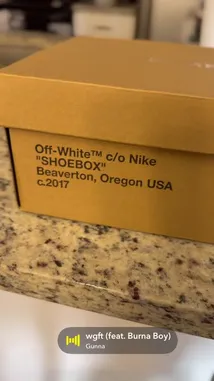 Off-White™ c/o Nike
"SHOEBOX"
Beaverton, Oregon USA
c.2017
wgft (feat. Burna Boy)
Gunna